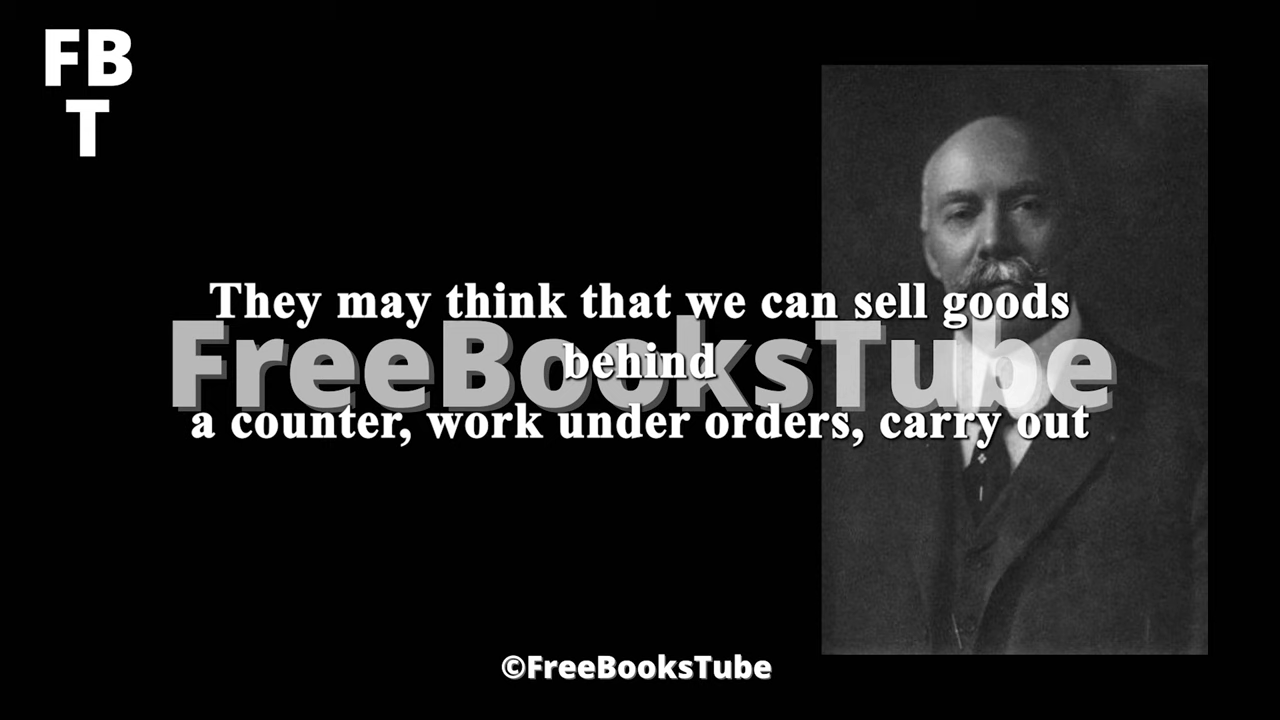 FB
T
They may think that we can sell goods
behind
a counter, work under orders, carry out
FreeBooksTube
©FreeBooksTube